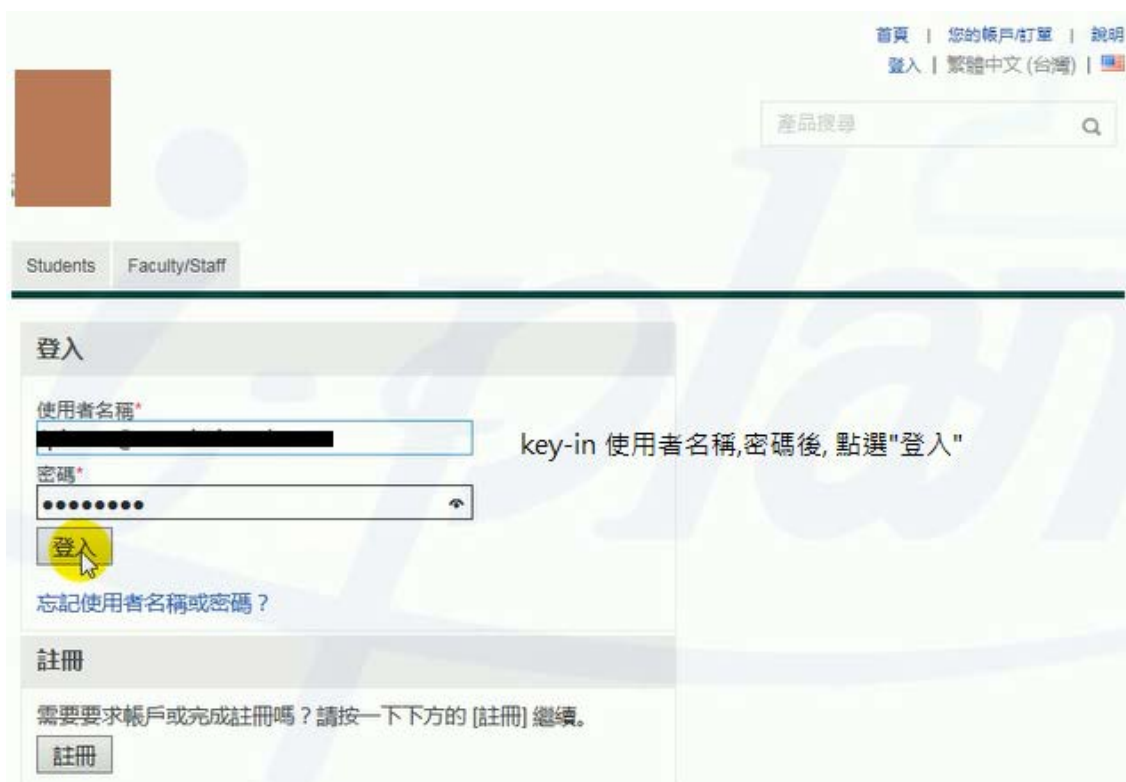 首頁 | 您的帳戶/訂單 | 說明
登入 | 繁體中文 (台灣) |
產品搜尋
Students Faculty/Staff
登入
使用者名稱*
key-in 使用者名稱,密碼後, 點選"登入"
密碼*
登入
忘記使用者名稱或密碼？
註冊
需要要求帳戶或完成註冊嗎？請按一下下方的 [註冊] 繼續。
註冊
i-plan